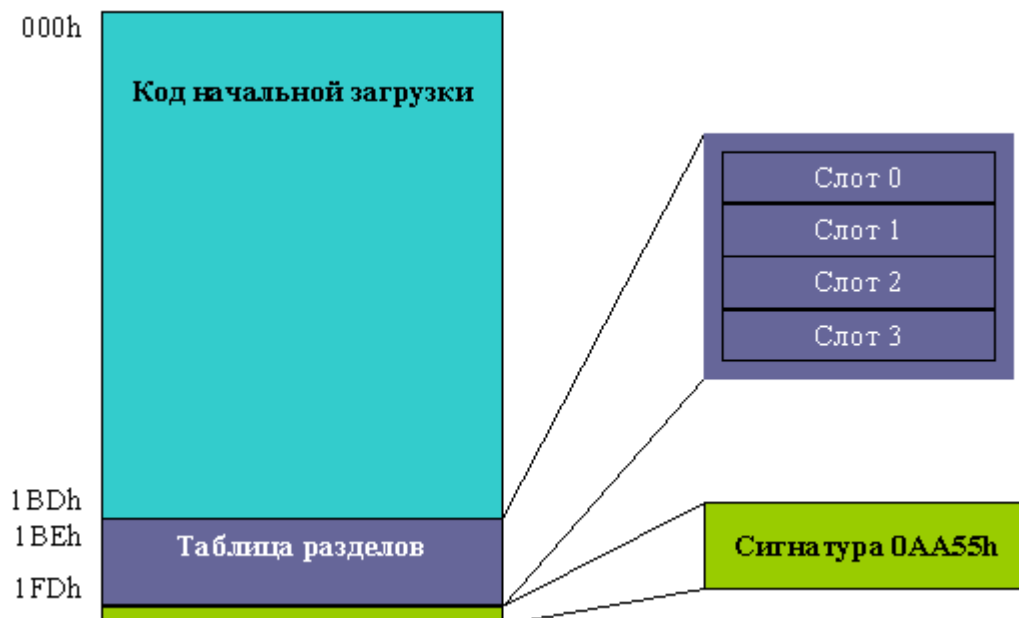 000h
Код начальной загрузки
Слот 0
Слот 1
Слот 2
Слот 3
1BDh
1BEh
Таблица разделов
Сигнатура 0AA55h
1FDh